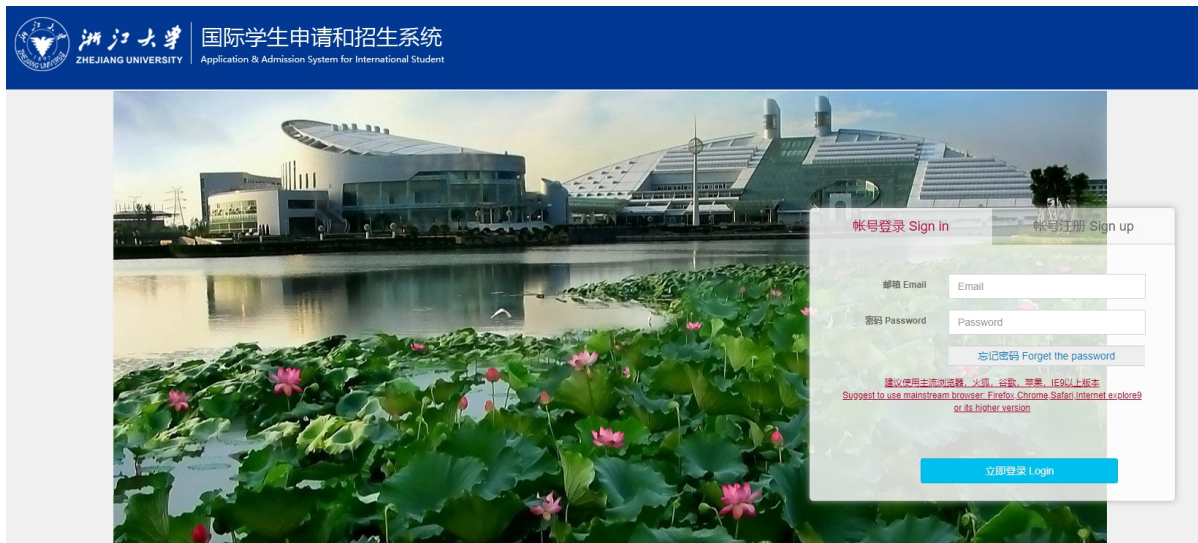 浙江大学
ZHEJIANG UNIVERSITY
国际学生申请和招生系统
Application & Admission System for International Student
帐号登录 Sign in
帐号注册 Sign up
邮箱 Email
Email
密码 Password
Password
忘记密码 Forget the password
建议使用主流浏览器，火狐，谷歌，苹果，IE9以上版本
Suggest to use mainstream browser: Firefox,Chrome,Safari,Internet explore9
or its higher version
立即登录 Login